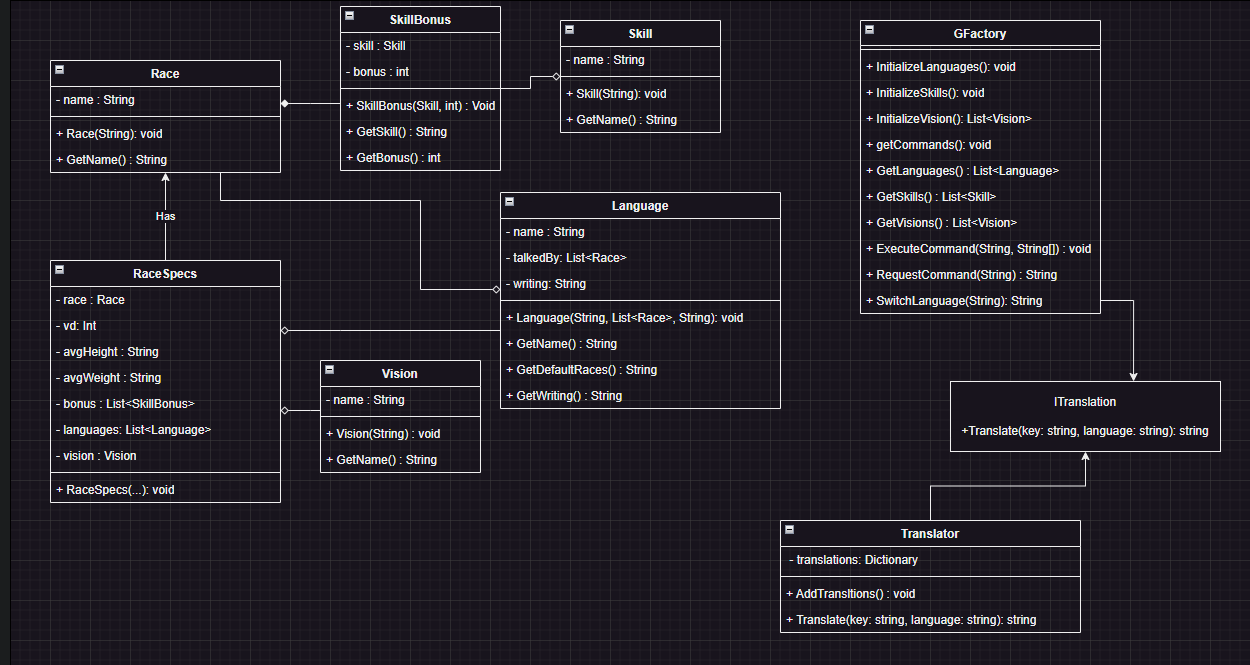 SkillBonus
- skill : Skill
- bonus : int
+ SkillBonus(Skill, int) : Void
+ GetSkill() : String
+ GetBonus() : int
Skill
- name : String
+ Skill(String): void
+ GetName() : String
GFactory
+ InitializeLanguages(): void
+ InitializeSkills(): void
+ InitializeVision(): List<Vision>
+ getCommands(): void
+ GetLanguages() : List<Language>
+ GetSkills() : List<Skill>
+ GetVisions() : List<Vision>
+ ExecuteCommand(String, String[]) : void
+ RequestCommand(String) : String
+ SwitchLanguage(String): String
Race
- name : String
+ Race(String): void
+ GetName() : String
Has
Language
- name : String
- talkedBy: List<Race>
- writing: String
+ Language(String, List<Race>, String): void
+ GetName() : String
+ GetDefaultRaces() : String
+ GetWriting() : String
RaceSpecs
- race : Race
- vd: Int
- avgHeight : String
- avgWeight : String
- bonus : List<SkillBonus>
- languages: List<Language>
- vision : Vision
+ RaceSpecs(...): void
Vision
- name : String
+ Vision(String) : void
+ GetName() : String
ITranslation
+Translate(key: string, language: string): string
Translator
- translations: Dictionary
+ AddTransltions() : void
+ Translate(key: string, language: string): string